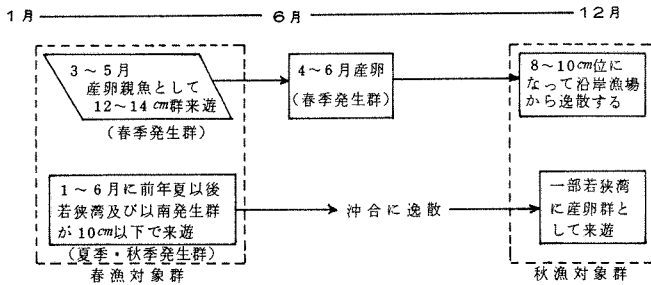 1月 6月 12月
3～5月
産卵親魚として
12～14cm群来遊
(春季発生群)
4～6月産卵
(春季発生群)
8～10cm位に
なって沿岸漁場
から逸散する
1～6月に前年夏以後
若狭湾及び以南発生群
が10cm以下で来遊
(夏季・秋季発生群)
春漁対象群
沖合に逸散
一部若狭湾
に産卵群と
して来遊
秋漁対象群